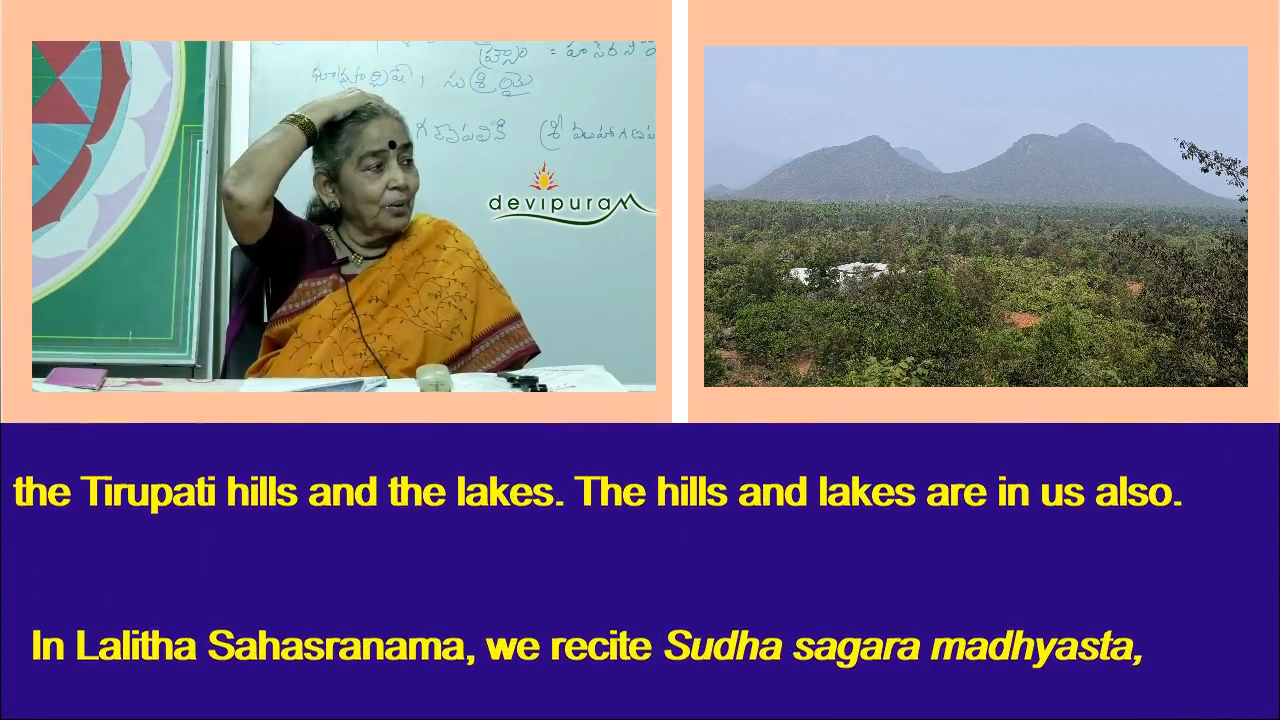 సుశ్రియై
devipuram
the Tirupati hills and the lakes. The hills and lakes are in us also.
In Lalitha Sahasranama, we recite Sudha sagara madhyasta,